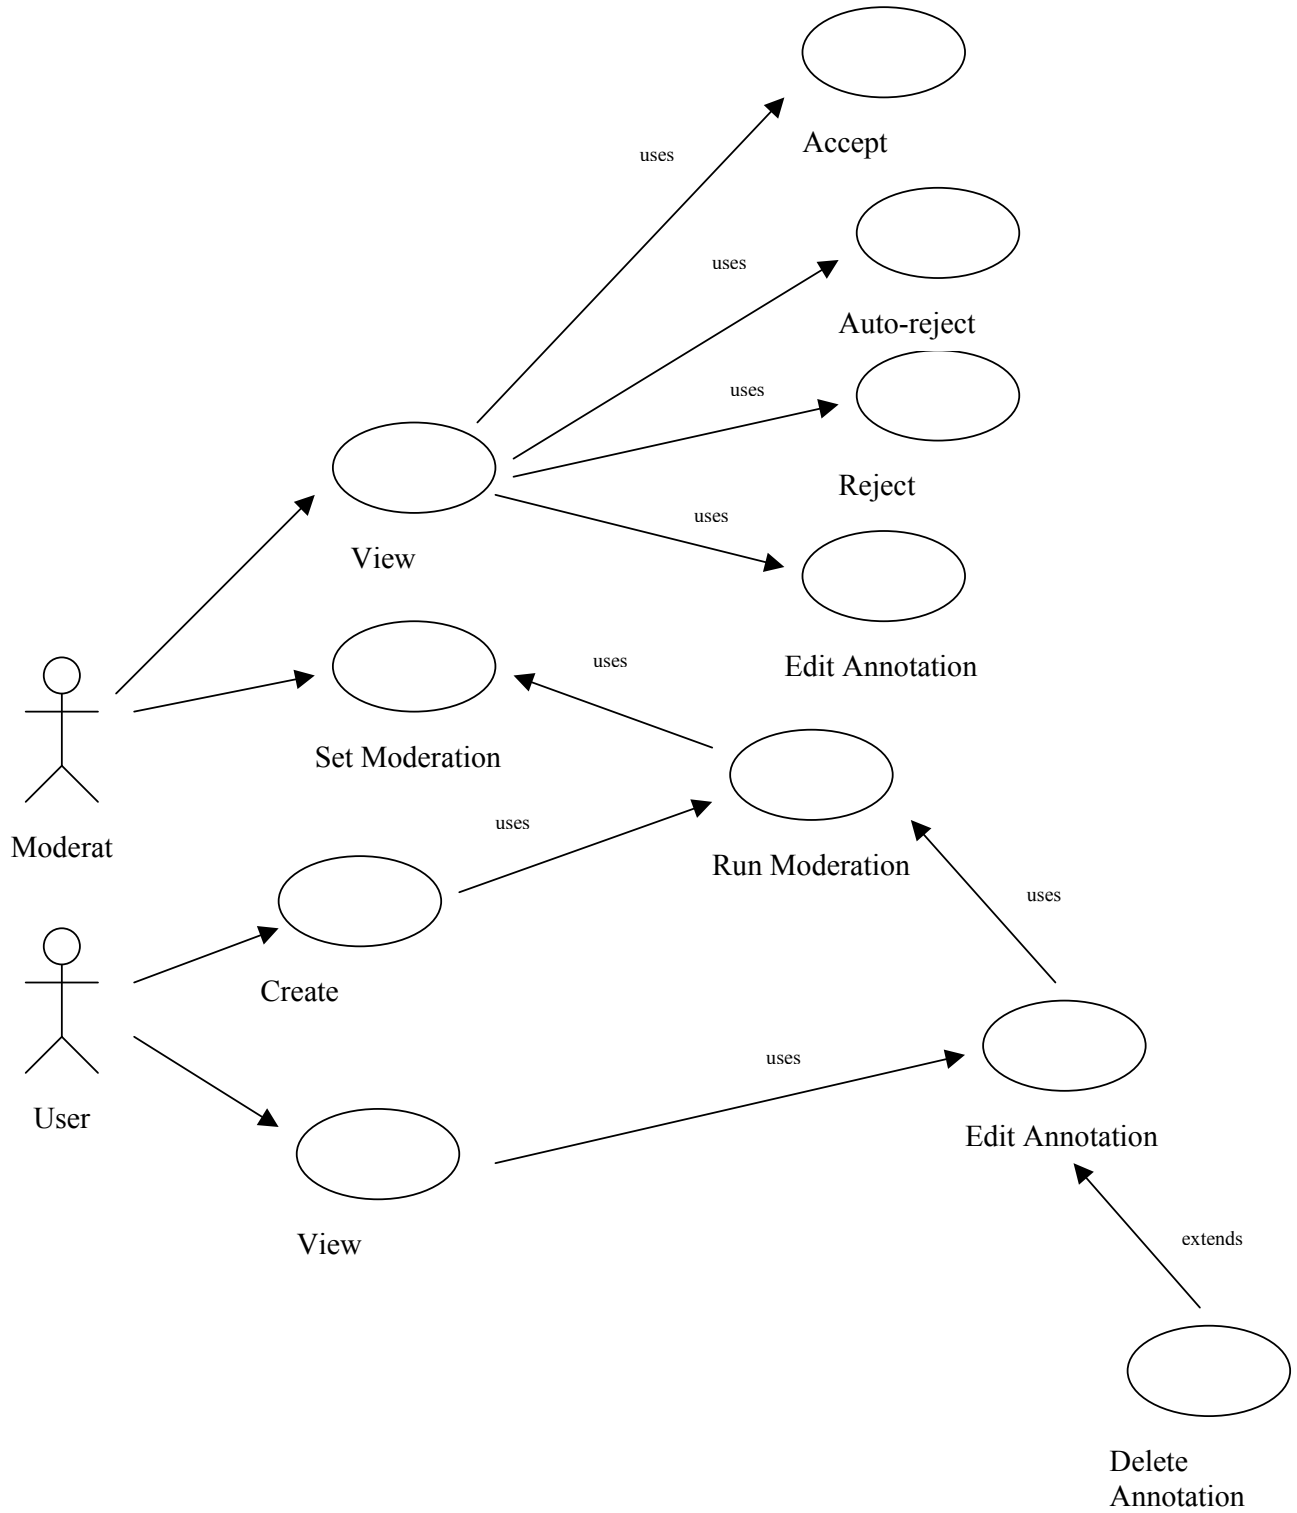 Accept
uses
uses
Auto-reject
uses
Reject
uses
View
uses
Edit Annotation
Set Moderation
uses
Moderat
Run Moderation
uses
Create
uses
User
Edit Annotation
View
extends
Delete
Annotation